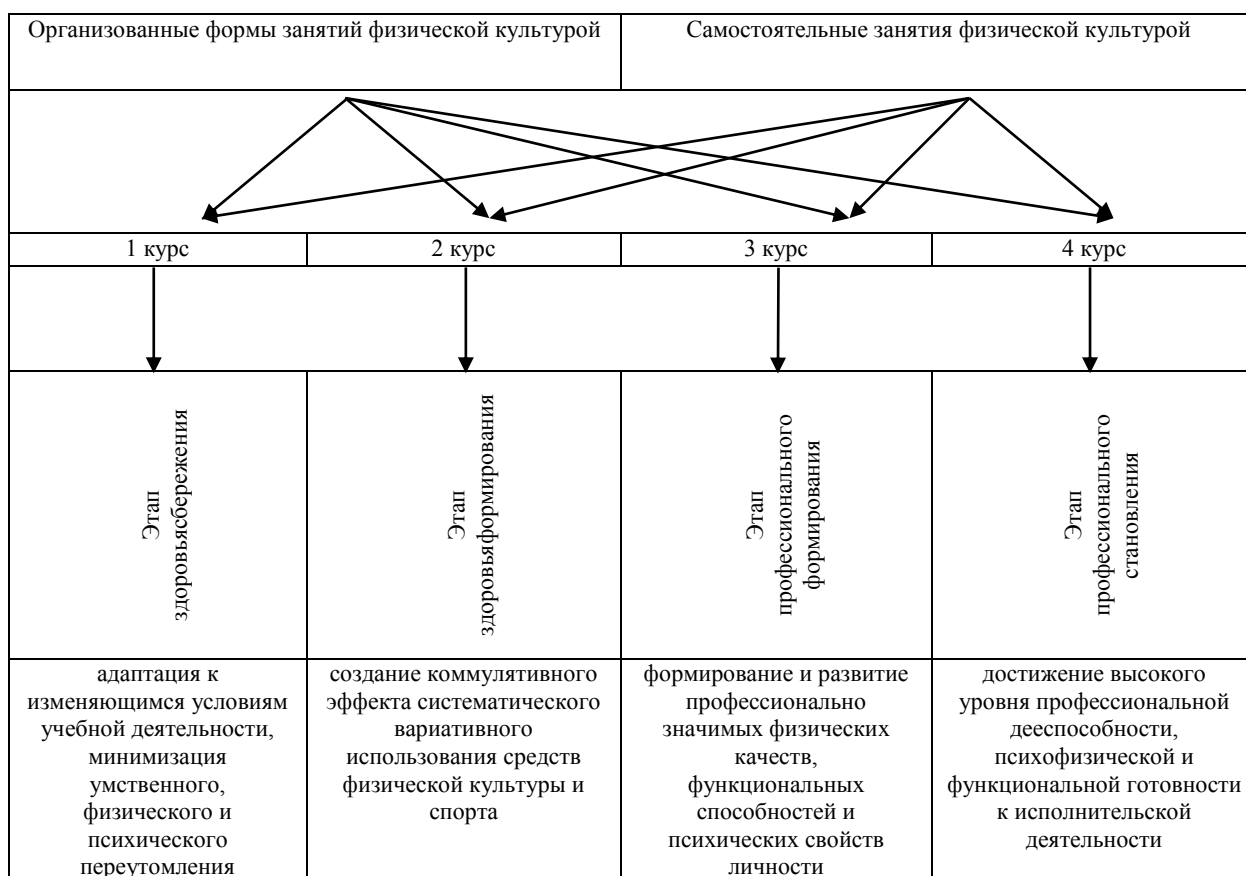 Организованные формы занятий физической культурой
Самостоятельные занятия физической культурой
1 курс
2 курс
3 курс
4 курс
Этап
здоровьясбережения
Этап
здоровьяформирования
Этап
профессионального
формирования
Этап
профессионального
становления
адаптация к
изменяющимся условиям
учебной деятельности,
минимизация
умственного,
физического и
психического
переутомления
создание коммулятивного
эффекта систематического
вариативного
использования средств
физической культуры и
спорта
формирование и развитие
профессионально
значимых физических
качеств,
функциональных
способностей и
психических свойств
личности
достижение высокого
уровня профессиональной
дееспособности,
психофизической и
функциональной готовности
к исполнительской
деятельности